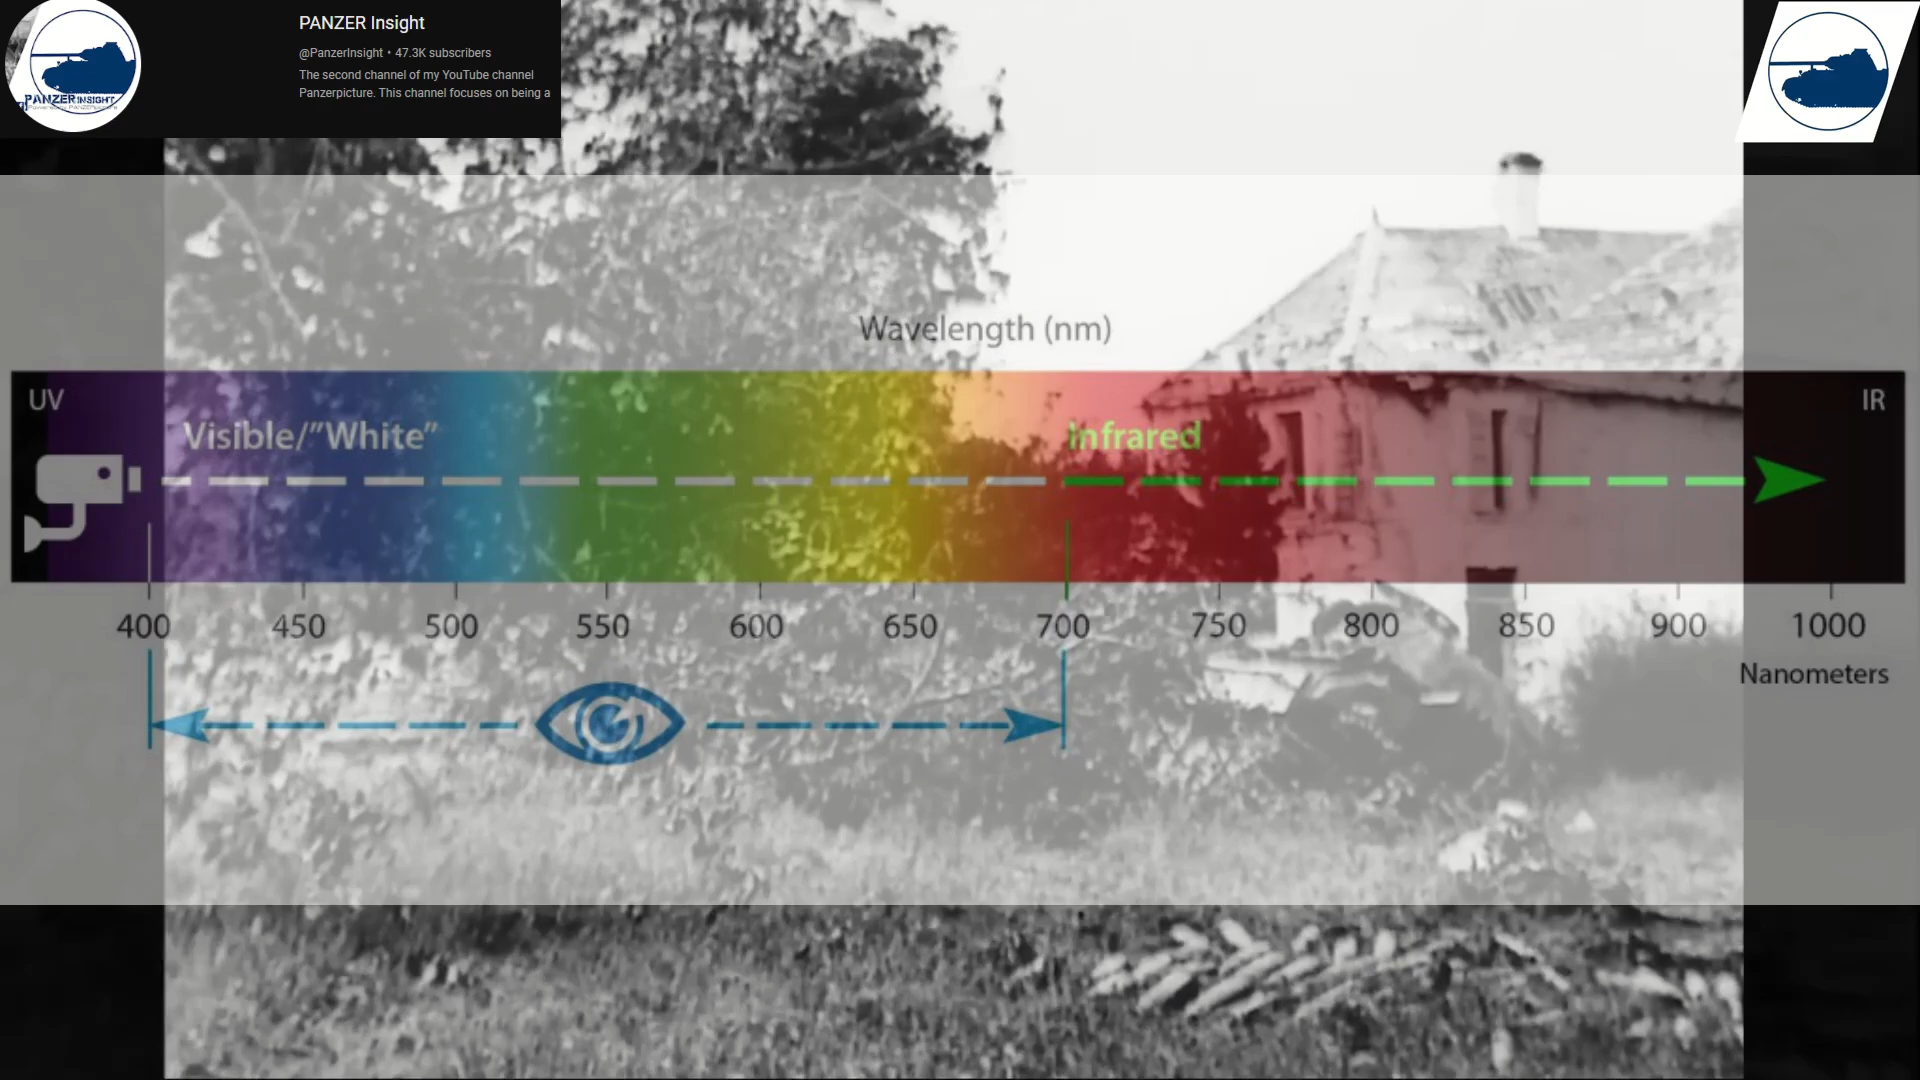 PANZER Insight
@PanzerInsight • 47.3K subscribers
The second channel of my YouTube channel
Panzerpicture. This channel focuses on being a
PANZER INSIGHT
Wavelength (nm)
UV
IR
Visible/"White"
Infrared
400 450 500 550 600 650 700 750 800 850 900 1000
Nanometers